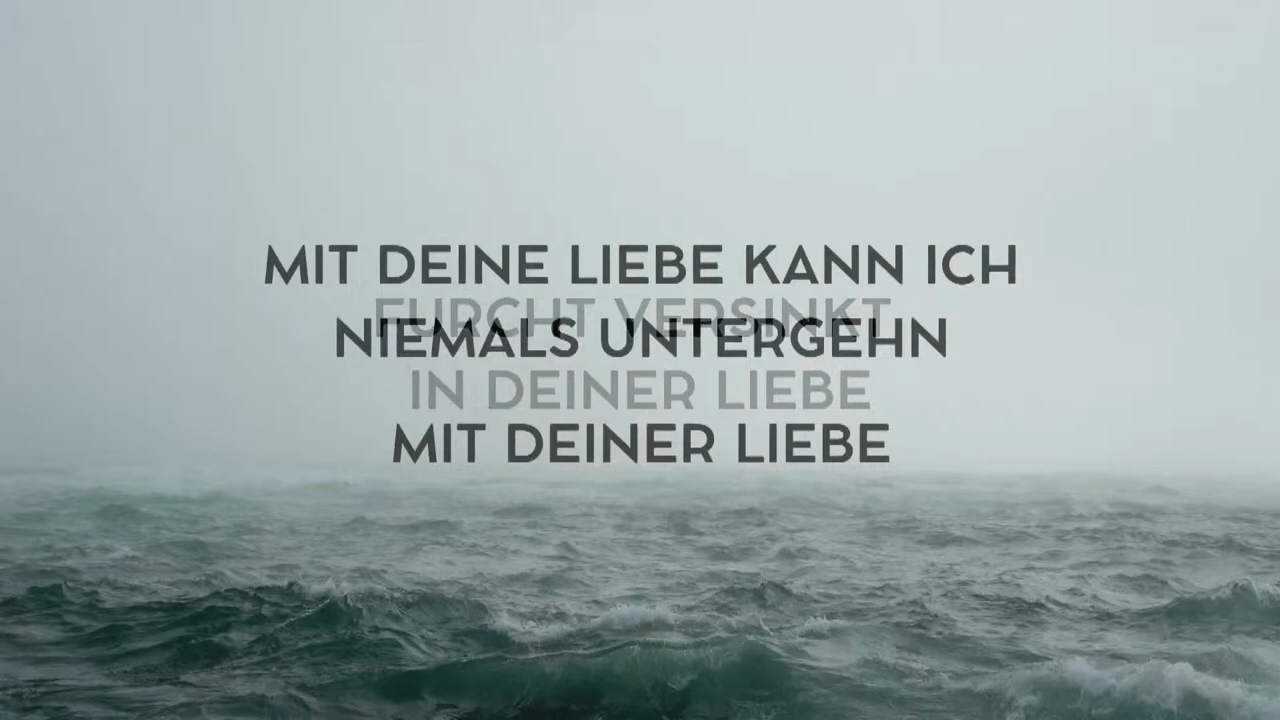 MIT DEINE LIEBE KANN ICH
FURCHT VERSINKT
NIEMALS UNTERGEHN
IN DEINER LIEBE
MIT DEINER LIEBE